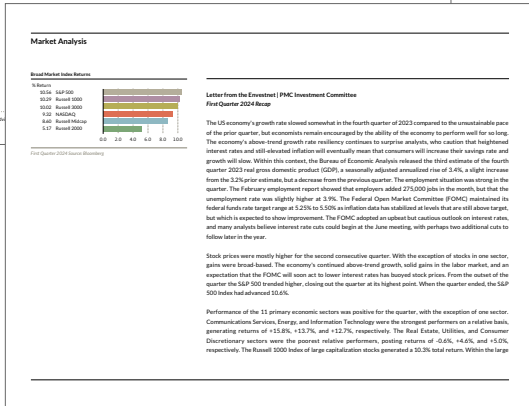 Market Analysis
Broad Market Index Returns
% Return
10.56 S&P 500
10.29 Russell 1000
10.02 Russell 3000
9.32 NASDAQ
8.60 Russell Midcap
5.17 Russell 2000
0.0 2.0 4.0 6.0 8.0 10.0
First Quarter 2024 Source: Bloomberg
Letter from the Envestnet | PMC Investment Committee
First Quarter 2024 Recap
The US economy's growth rate slowed somewhat in the fourth quarter of 2023 compared to the unsustainable pace
of the prior quarter, but economists remain encouraged by the ability of the economy to perform well for so long.
The economy's above-trend growth rate resiliency continues to surprise analysts, who caution that heightened
interest rates and still-elevated inflation will eventually mean that consumers will increase their savings rate and
growth will slow. Within this context, the Bureau of Economic Analysis released the third estimate of the fourth
quarter 2023 real gross domestic product (GDP), a seasonally adjusted annualized rise of 3.4%, a slight increase
from the 3.2% prior estimate, but a decrease from the previous quarter. The employment situation was strong in the
quarter. The February employment report showed that employers added 275,000 jobs in the month, but that the
unemployment rate was slightly higher at 3.9%. The Federal Open Market Committee (FOMC) maintained its
federal funds rate target range at 5.25% to 5.50% as inflation data has stabilized at levels that are still above target,
but which is expected to show improvement. The FOMC adopted an upbeat but cautious outlook on interest rates,
and many analysts believe interest rate cuts could begin at the June meeting, with perhaps two additional cuts to
follow later in the year.
Stock prices were mostly higher for the second consecutive quarter. With the exception of stocks in one sector,
gains were broad-based. The economy's continued above-trend growth, solid gains in the labor market, and an
expectation that the FOMC will soon act to lower interest rates has buoyed stock prices. From the outset of the
quarter the S&P 500 trended higher, closing out the quarter at its highest point. When the quarter ended, the S&P
500 Index had advanced 10.6%.
Performance of the 11 primary economic sectors was positive for the quarter, with the exception of one sector.
Communications Services, Energy, and Information Technology were the strongest performers on a relative basis,
generating returns of +15.8%, +13.7%, and +12.7%, respectively. The Real Estate, Utilities, and Consumer
Discretionary sectors were the poorest relative performers, posting returns of -0.6%, +4.6%, and +5.0%,
respectively. The Russell 1000 Index of large capitalization stocks generated a 10.3% total return. Within the large